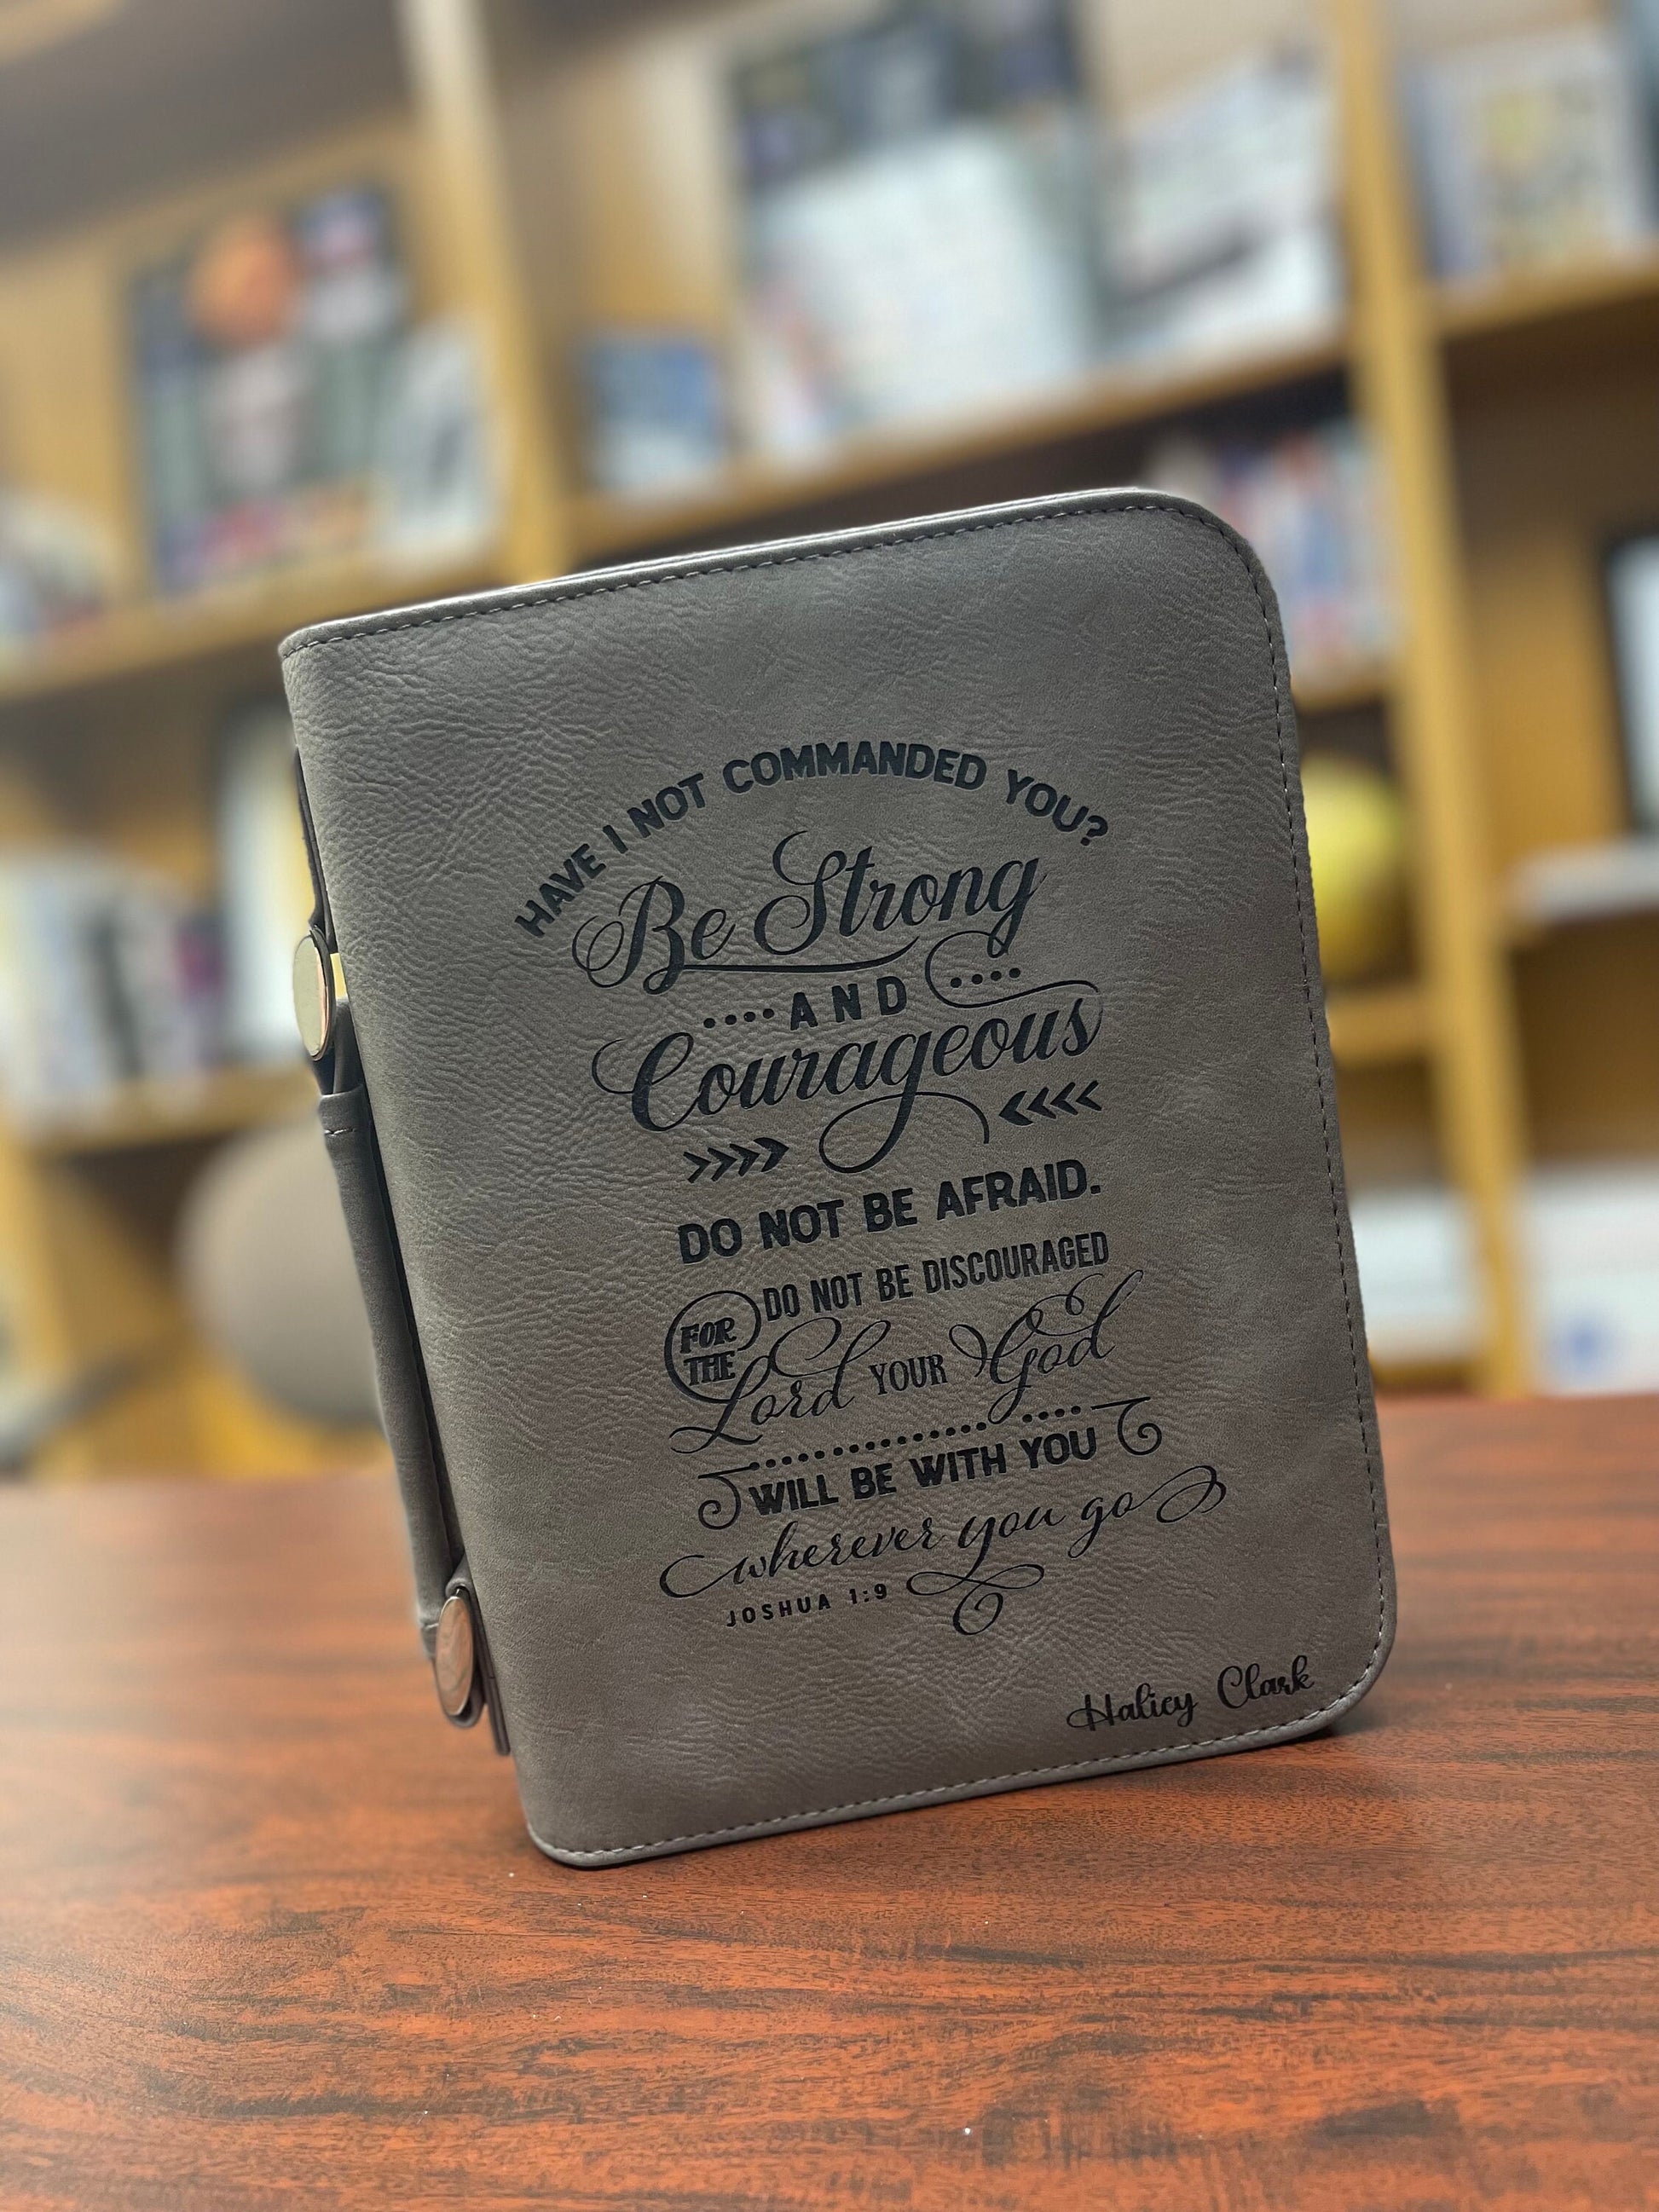 HAVE I NOT COMMANDED YOU?
Be Strong
AND
Courageous
DO NOT BE AFRAID.
DO NOT BE DISCOURAGED
FOR
THE
Lord YOUR God
WILL BE WITH YOU
wherever you go
JOSHUA 1:9
Halicy Clark